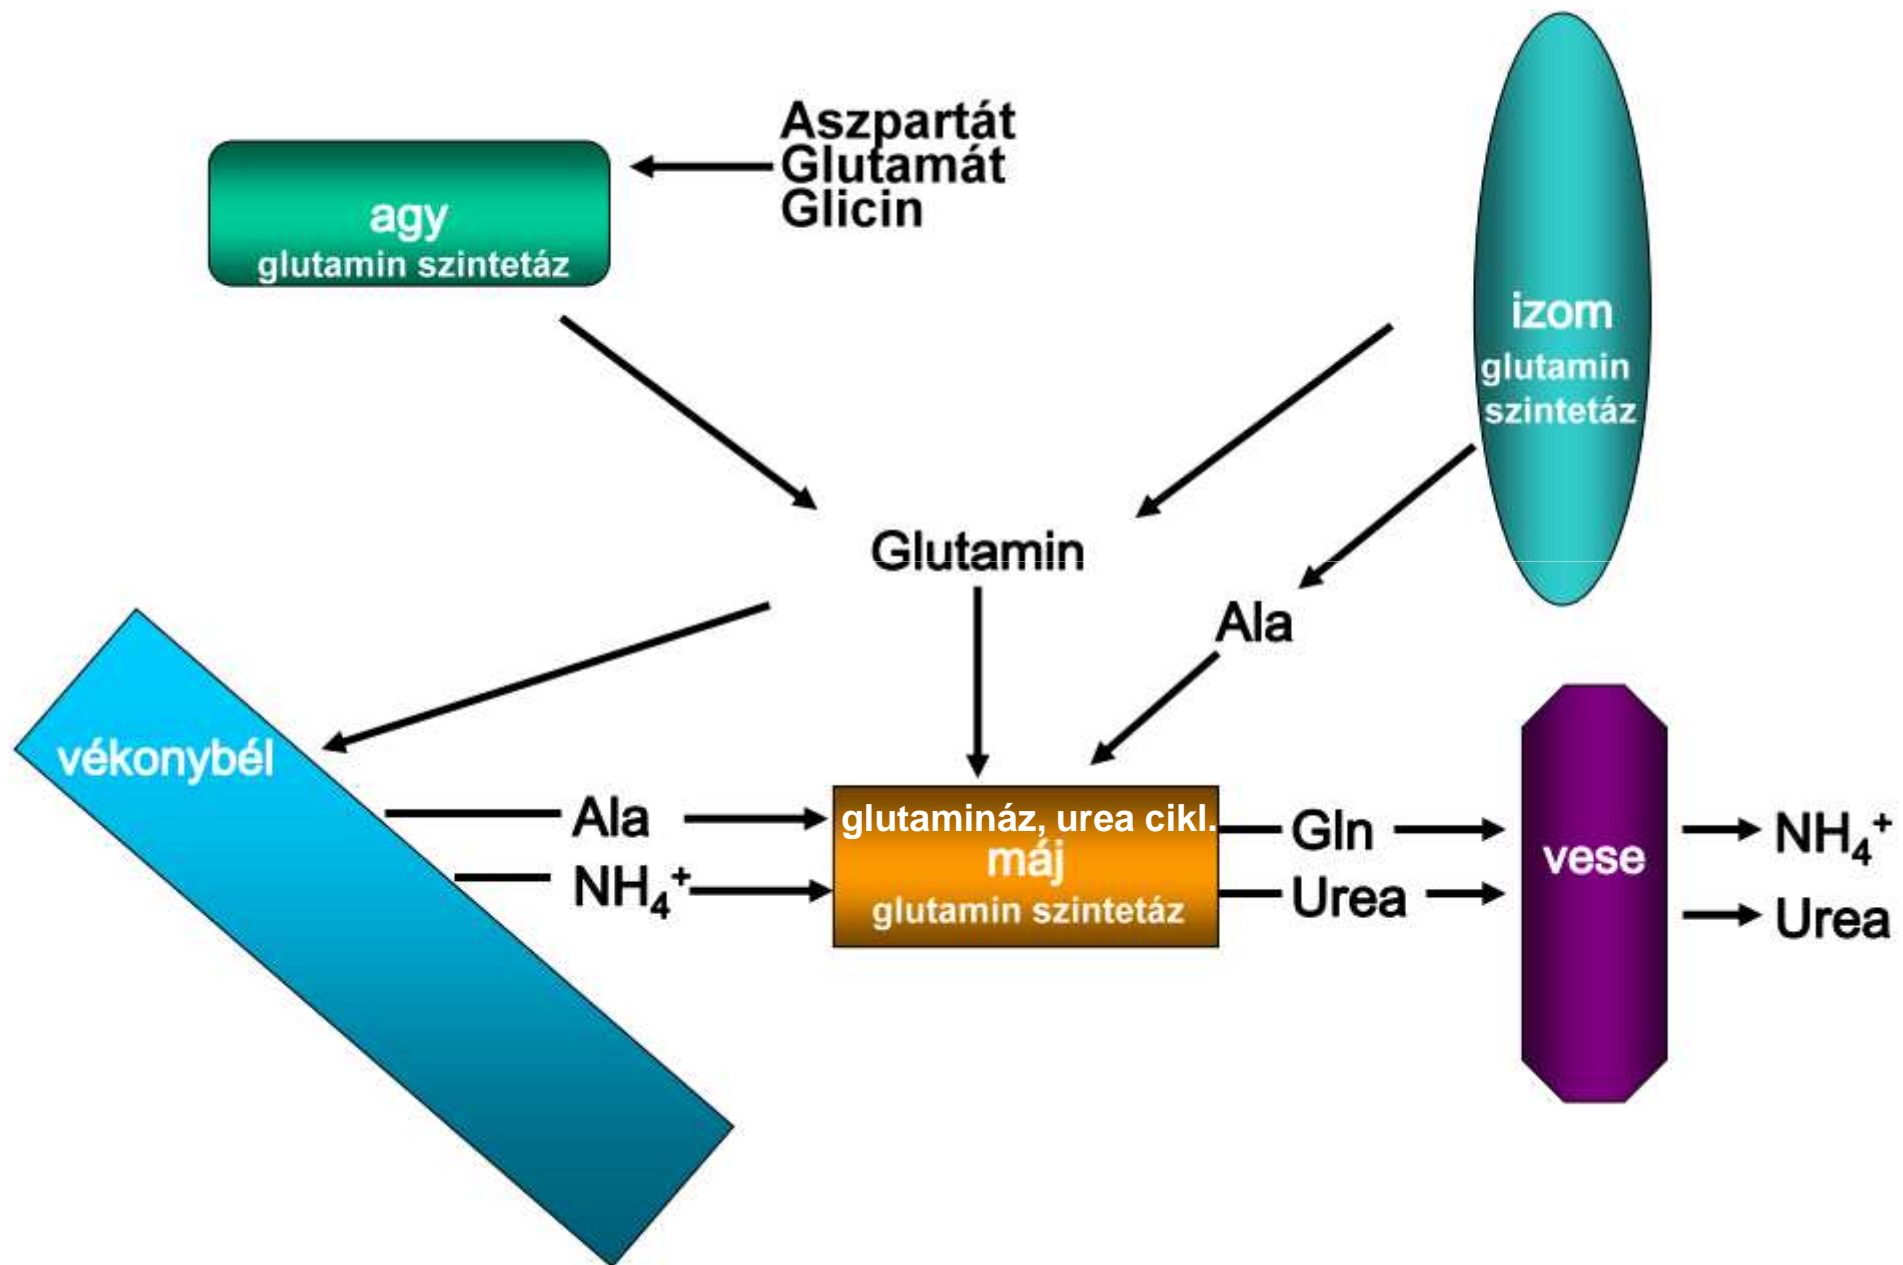 Aszpartát
Glutamát
Glicin
agy
glutamin szintetáz
izom
glutamin
szintetáz
Glutamin
Ala
vékonybél
Ala
NH₄⁺
glutamináz, urea cikl.
máj
glutamin szintetáz
Gln
Urea
vese
NH₄⁺
Urea